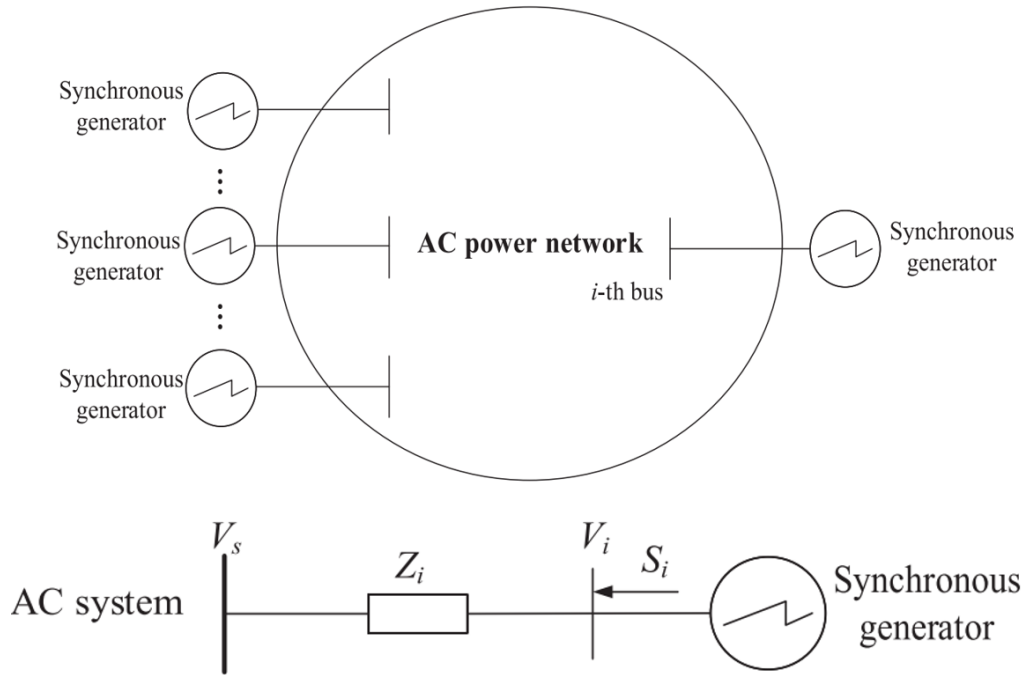 Synchronous
generator
Synchronous
generator
AC power network
Synchronous
generator
i-th bus
Synchronous
generator
V_s
V_i
Z_i
S_i
AC system
Synchronous
generator